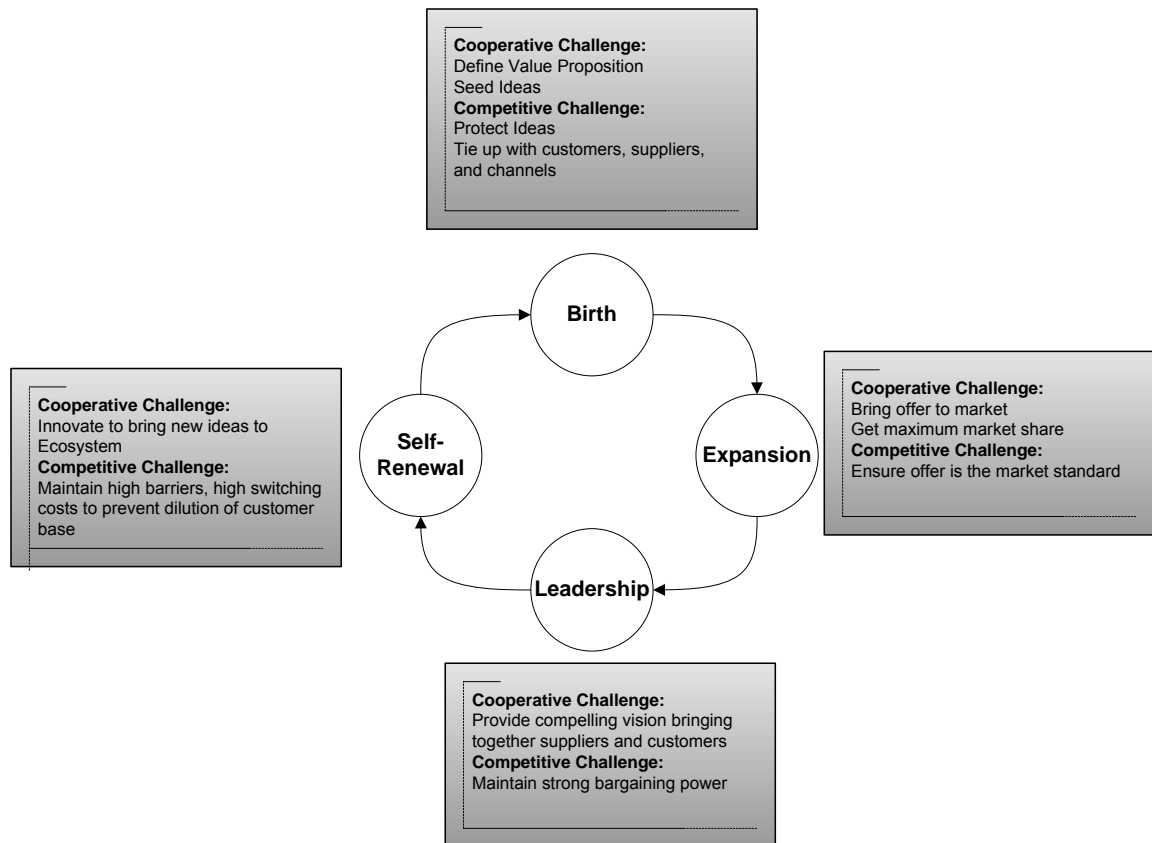 Cooperative Challenge:
Define Value Proposition
Seed Ideas
Competitive Challenge:
Protect Ideas
Tie up with customers, suppliers,
and channels
Birth
Cooperative Challenge:
Innovate to bring new ideas to
Ecosystem
Competitive Challenge:
Maintain high barriers, high switching
costs to prevent dilution of customer
base
Self-
Renewal
Expansion
Cooperative Challenge:
Bring offer to market
Get maximum market share
Competitive Challenge:
Ensure offer is the market standard
Leadership
Cooperative Challenge:
Provide compelling vision bringing
together suppliers and customers
Competitive Challenge:
Maintain strong bargaining power